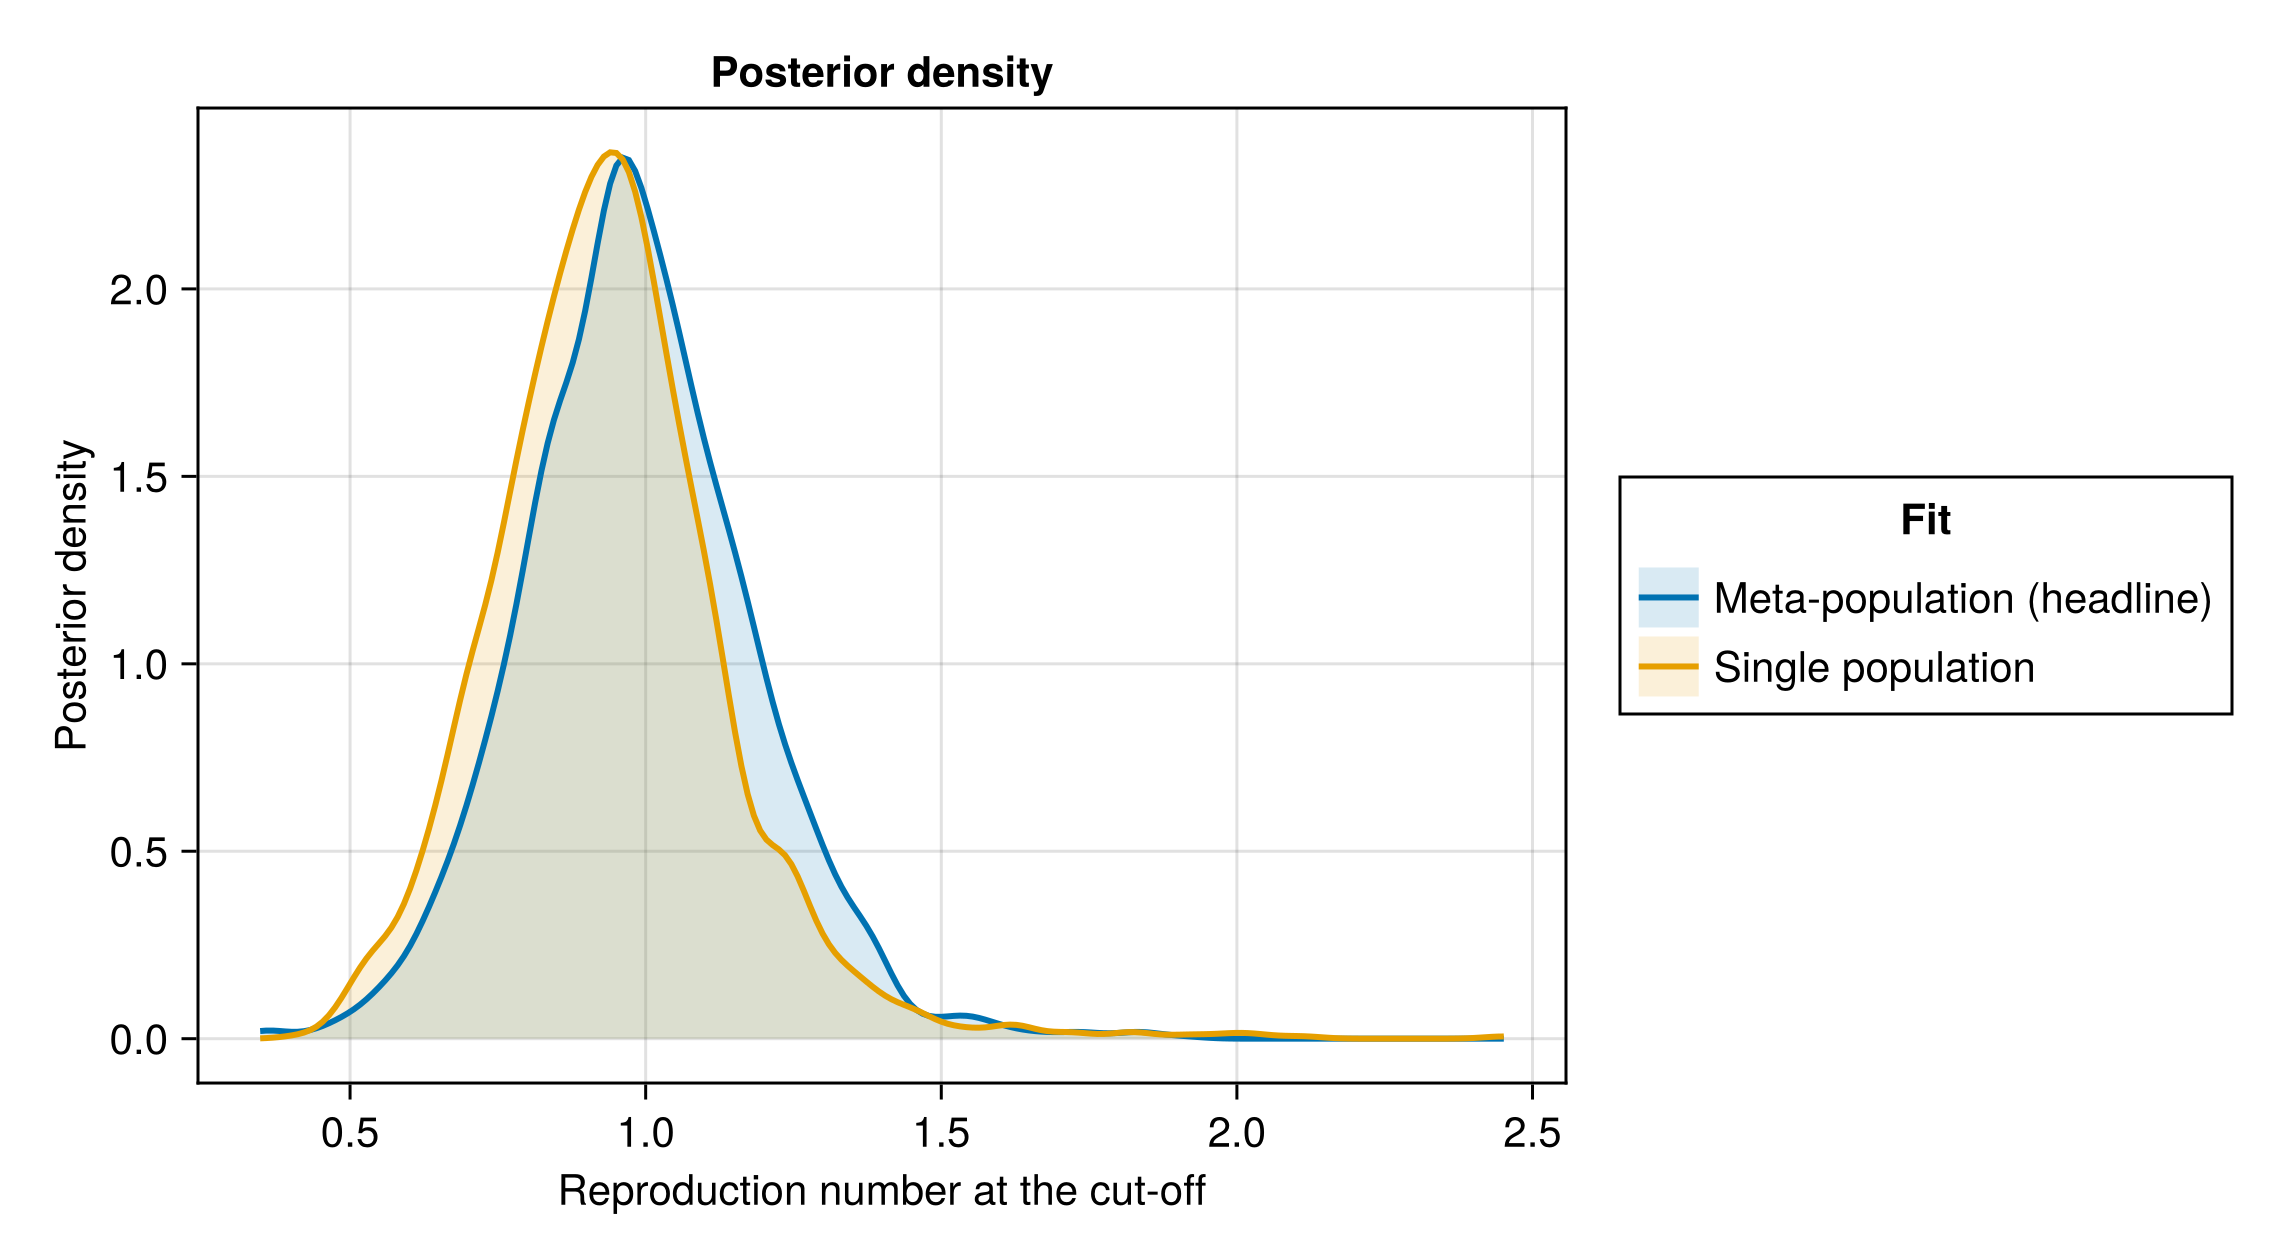 Posterior density
Posterior density
2.0
1.5
1.0
0.5
0.0
0.5
1.0
1.5
2.0
2.5
Reproduction number at the cut-off
Fit
Meta-population (headline)
Single population